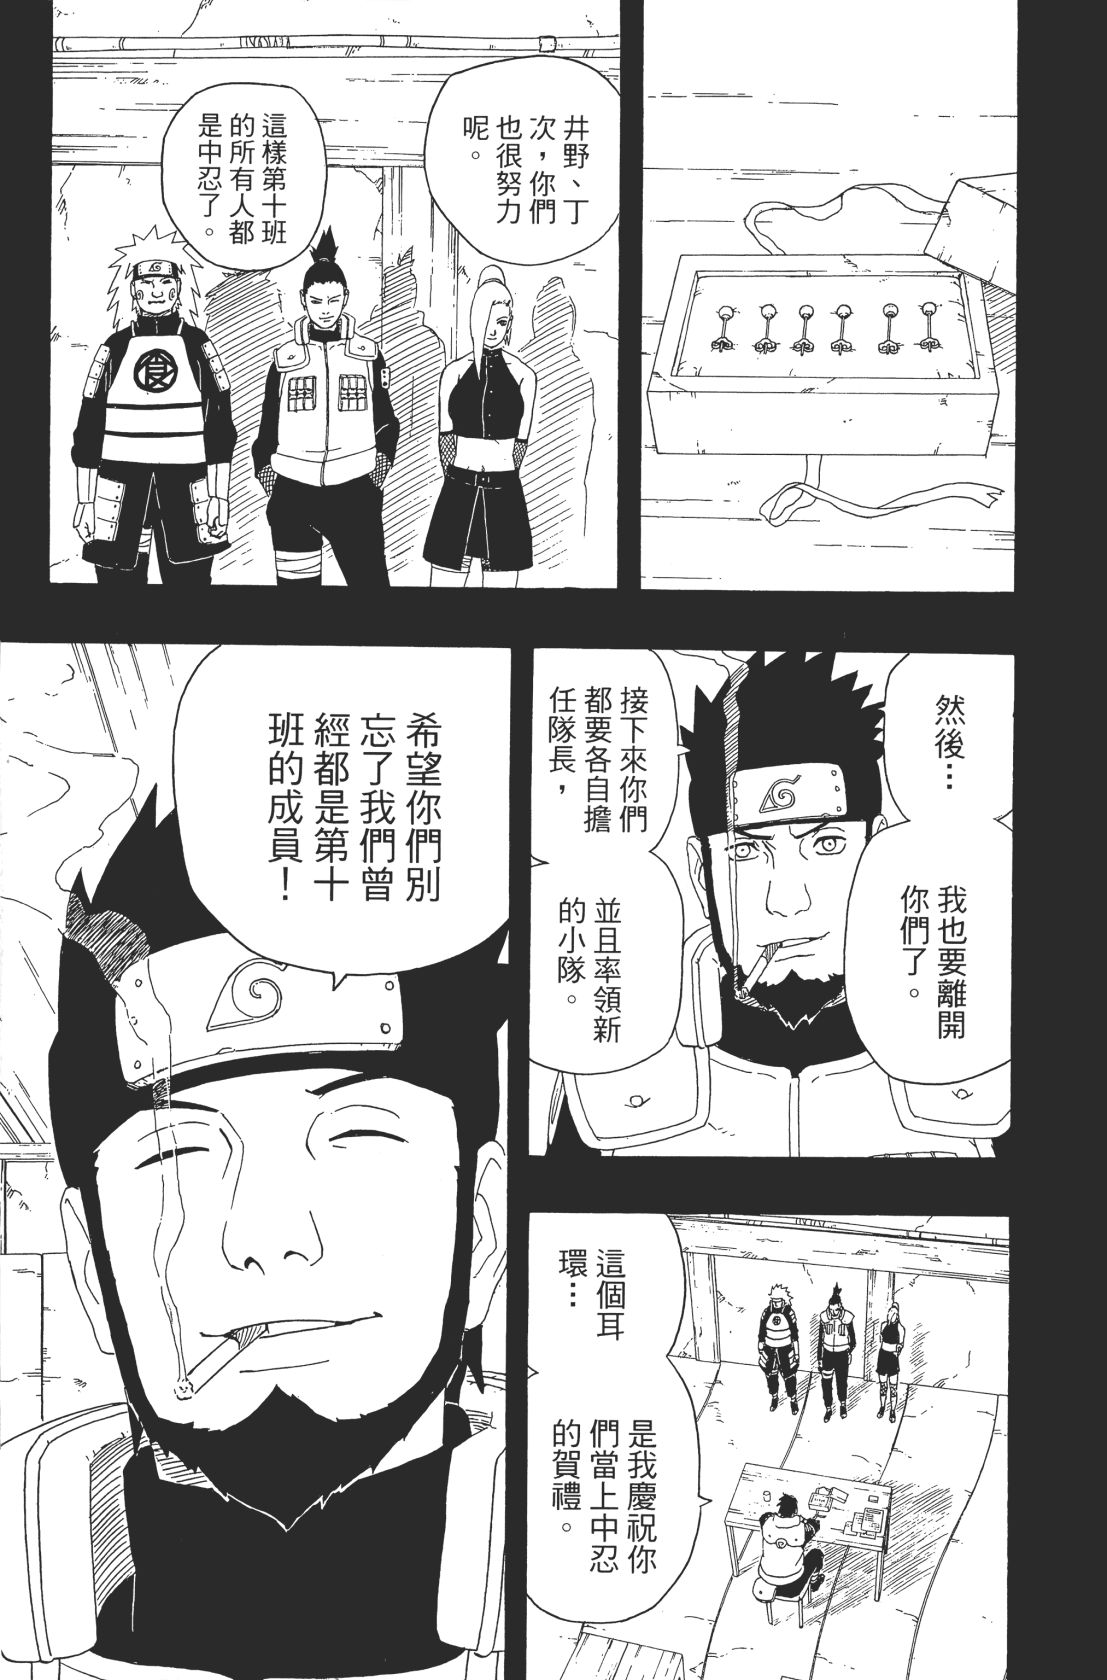 井野、丁
次，你們
也很努力
呢。
這樣第十班
的所有人都
是中忍了。
食
然後…
我也要離開
你們了。
接下來你們
都要各自擔
任隊長，
並且率領新
的小隊。
這個耳
環…
是我慶祝你
們當上中忍
的賀禮。
希望你們別
忘了我們曾
經都是第十
班的成員！